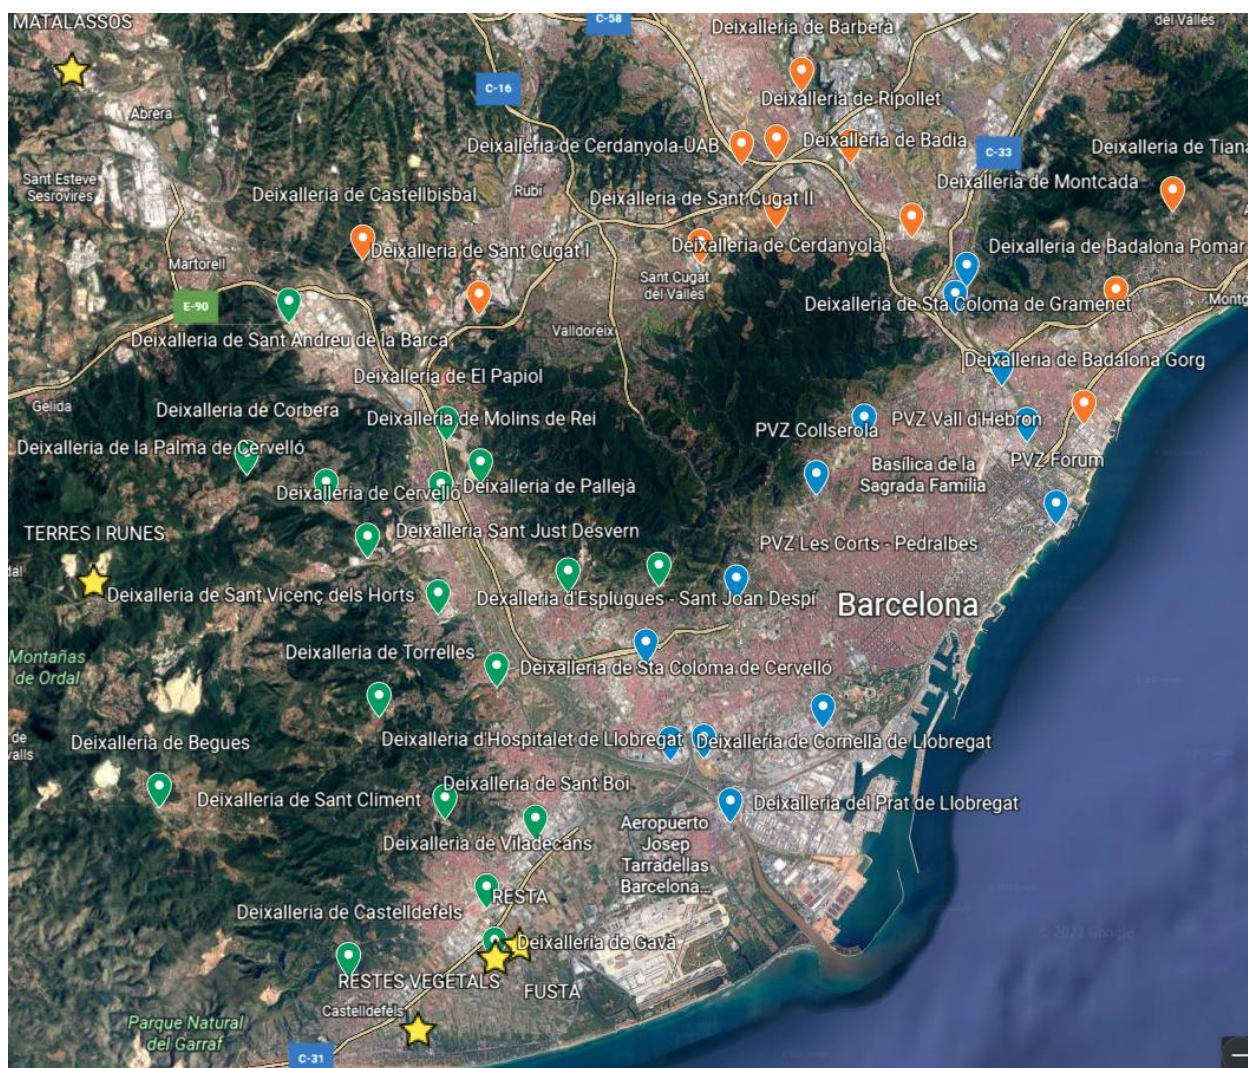 MATALASSOS
C-58
Deixalleria de Barberà
del Vallès
C-16
Deixalleria de Ripollet
Abrera
Deixalleria de Cerdanyola-UAB
Deixalleria de Badia
C-33
Deixalleria de Tiana
Sant Esteve
Sesrovires
Deixalleria de Castellbisbal
Rubí
Deixalleria de Sant Cugat II
Deixalleria de Montcada
Martorell
Deixalleria de Sant Cugat I
Deixalleria de Cerdanyola
Deixalleria de Badalona Pomar
Sant Cugat
del Vallès
E-90
Deixalleria de Sta Coloma de Gramenet
Montg
Deixalleria de Sant Andreu de la Barca
Valldoreix
Deixalleria de Badalona Gorg
Deixalleria de El Papiol
Gelida
Deixalleria de Corbera
Deixalleria de Molins de Rei
PVZ Collserola
PVZ Vall d'Hebron
Deixalleria de la Palma de Cervelló
PVZ Forum
Basílica de la
Sagrada Família
Deixalleria de Cervelló
Deixalleria de Pallejà
TERRES I RUNES
Deixalleria Sant Just Desvern
PVZ Les Corts - Pedralbes
dal
Deixalleria de Sant Vicenç dels Horts
Dexalleria d'Esplugues - Sant Joan Despí
Barcelona
Montañas
de Ordal
Deixalleria de Torrelles
Deixalleria de Sta Coloma de Cervelló
de
valls
Deixalleria de Begues
Deixalleria d'Hospitalet de Llobregat
Deixalleria de Cornellà de Llobregat
Deixalleria de Sant Boi
Deixalleria de Sant Climent
Deixalleria del Prat de Llobregat
Aeropuerto
Josep
Tarradellas
Barcelona...
Deixalleria de Viladecans
RESTA
Deixalleria de Castelldefels
Deixalleria de Gavà
© 2022 Google
RESTES VEGETALS
FUSTA
Castelldefels
Parque Natural
del Garraf
C-31